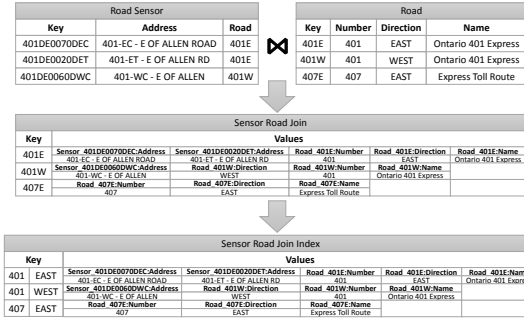 Road Sensor
Key Address Road
401DE0070DEC 401-EC - E OF ALLEN ROAD 401E
401DE0020DET 401-ET - E OF ALLEN RD 401E
401DE0060DWC 401-WC - E OF ALLEN 401W
⋈
Road
Key Number Direction Name
401E 401 EAST Ontario 401 Express
401W 401 WEST Ontario 401 Express
407E 407 EAST Express Toll Route
Sensor Road Join
Key Values
401E Sensor_401DE0070DEC:Address Sensor_401DE0020DET:Address Road_401E:Number Road_401E:Direction Road_401E:Name
401-EC - E OF ALLEN ROAD 401-ET - E OF ALLEN RD 401 EAST Ontario 401 Express
401W Sensor_401DE0060DWC:Address Road_401W:Direction Road_401W:Number Road_401W:Name
401-WC - E OF ALLEN WEST 401 Ontario 401 Express
407E Road_407E:Number Road_407E:Direction Road_407E:Name
407 EAST Express Toll Route
Sensor Road Join Index
Key Values
401 EAST Sensor_401DE0070DEC:Address Sensor_401DE0020DET:Address Road_401E:Number Road_401E:Direction Road_401E:Name
401-EC - E OF ALLEN ROAD 401-ET - E OF ALLEN RD 401 EAST Ontario 401 Express
401 WEST Sensor_401DE0060DWC:Address Road_401W:Direction Road_401W:Number Road_401W:Name
401-WC - E OF ALLEN WEST 401 Ontario 401 Express
407 EAST Road_407E:Number Road_407E:Direction Road_407E:Name
407 EAST Express Toll Route